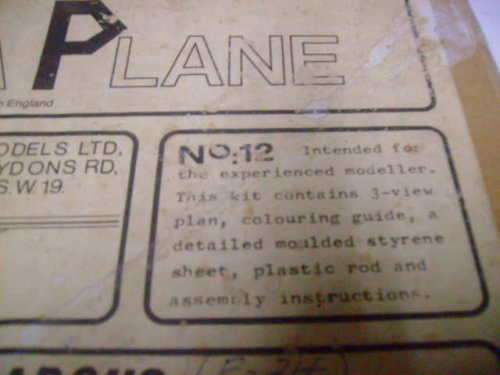 PLANE
n England
ODELS LTD,
YDONS RD,
S.W 19.
NO:12 Intended for
the experienced modeller.
This kit contains 3-view
plan, colouring guide, a
detailed moulded styrene
sheet, plastic rod and
assembly instructions.